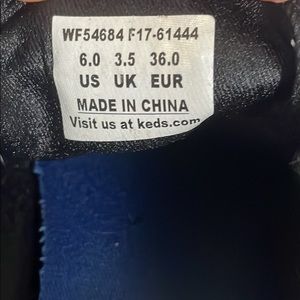 WF54684 F17-61444
6.0 3.5 36.0
US UK EUR
MADE IN CHINA
Visit us at keds.com